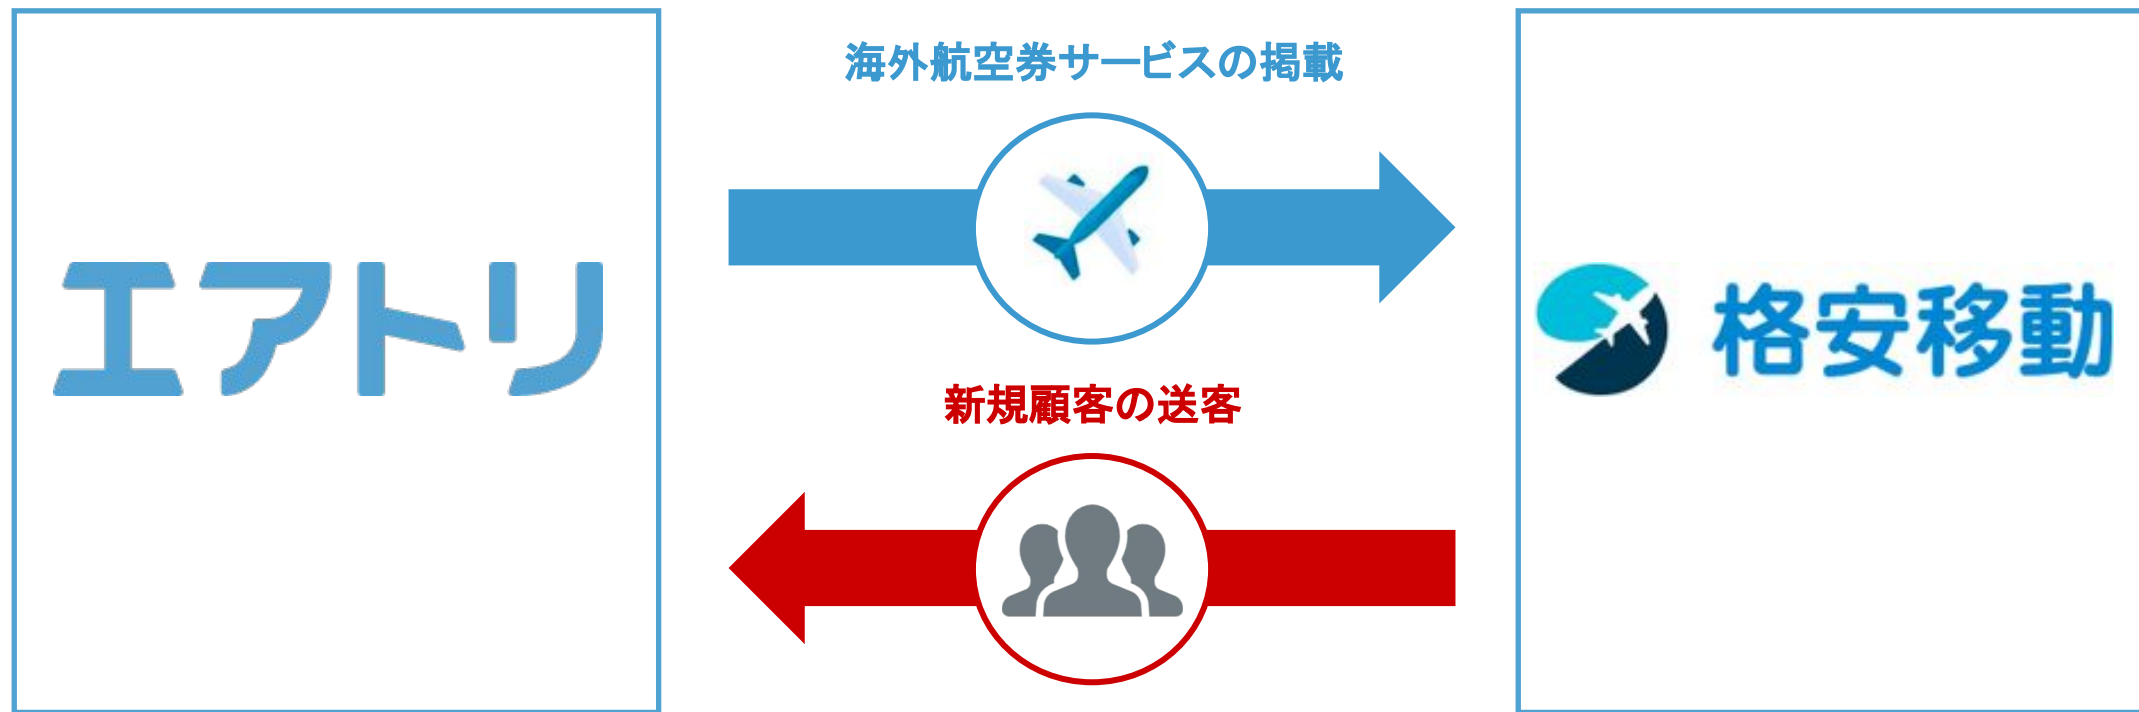 海外航空券サービスの掲載
エアトリ
格安移動
新規顧客の送客